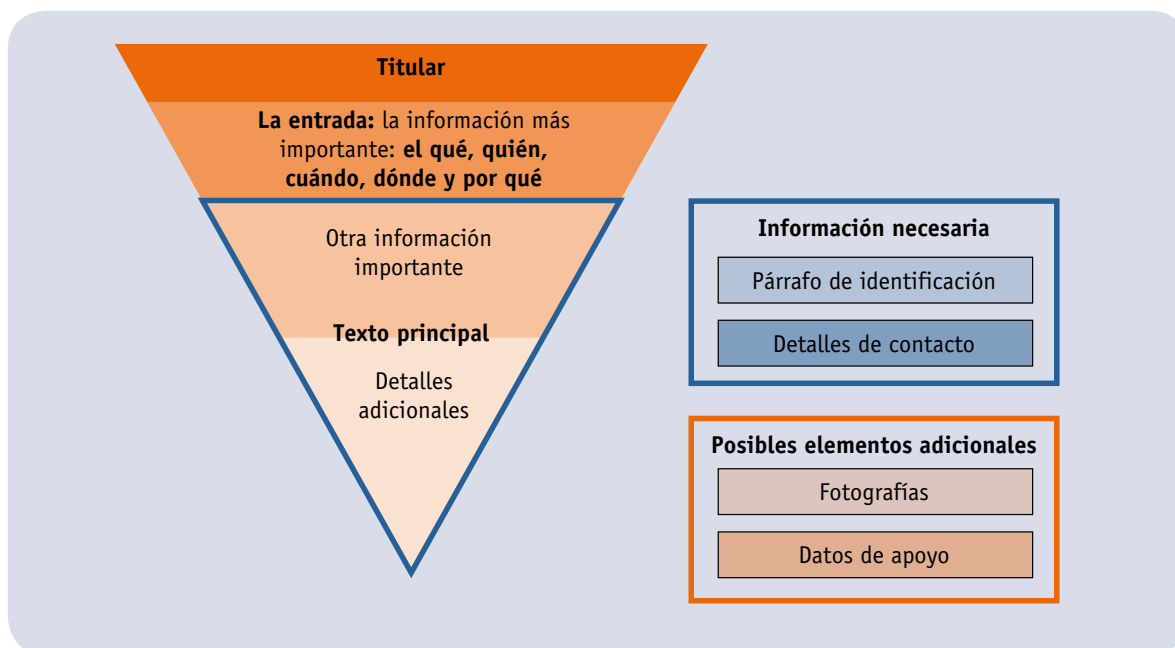 Titular
La entrada: la información más
importante: el qué, quién,
cuándo, dónde y por qué
Otra información
importante
Texto principal
Detalles
adicionales
Información necesaria
Párrafo de identificación
Detalles de contacto
Posibles elementos adicionales
Fotografías
Datos de apoyo